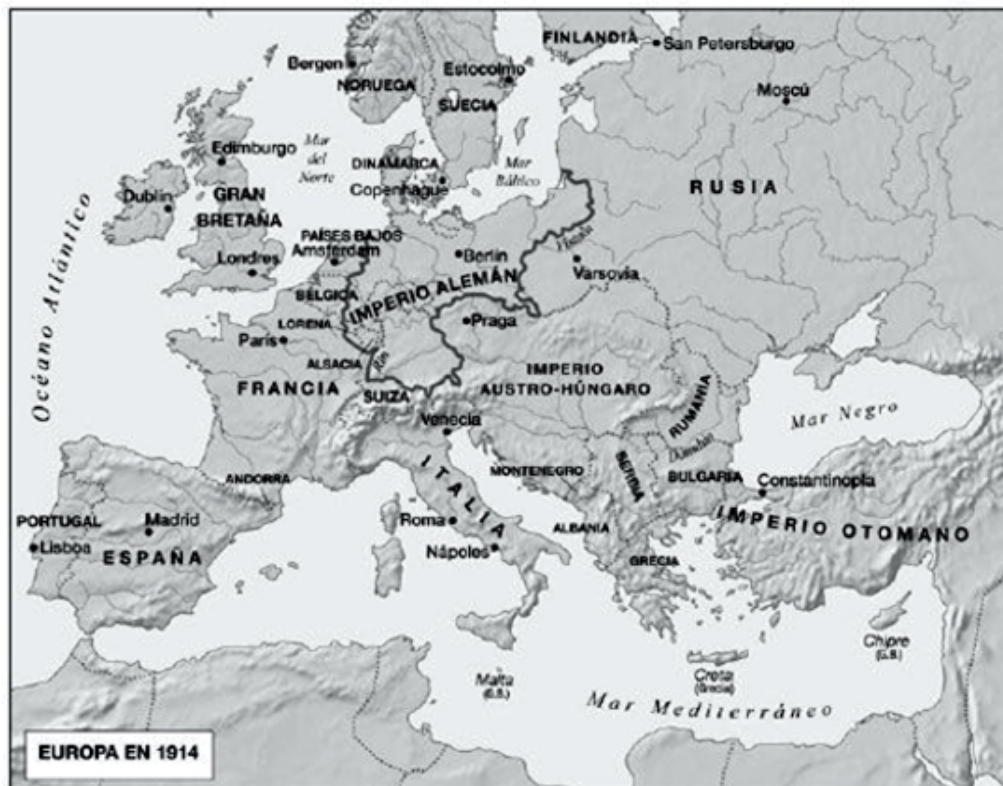 FINLANDIA
San Petersburgo
Bergen
NORUEGA
Estocolmo
SUECIA
Moscú
Edimburgo
Mar
del
Norte
DINAMARCA
Copenhague
Mar
Báltico
RUSIA
Dublín
GRAN
BRETAÑA
Londres
PAÍSES BAJOS
Amsterdam
Berlín
Vístula
Varsovia
BÉLGICA
IMPERIO ALEMÁN
Océano Atlántico
LORENA
París
Praga
ALSACIA
Rin
FRANCIA
SUIZA
IMPERIO
AUSTRO-HÚNGARO
Venecia
RUMANIA
Mar Negro
Danubio
ANDORRA
ITALIA
MONTENEGRO
SERBIA
BULGARIA
Constantinopla
PORTUGAL
Madrid
Lisboa
ESPAÑA
Roma
Nápoles
ALBANIA
GRECIA
IMPERIO OTOMANO
Malta
(G.B.)
Creta
(Grecia)
Chipre
(G.B.)
Mar Mediterráneo
EUROPA EN 1914